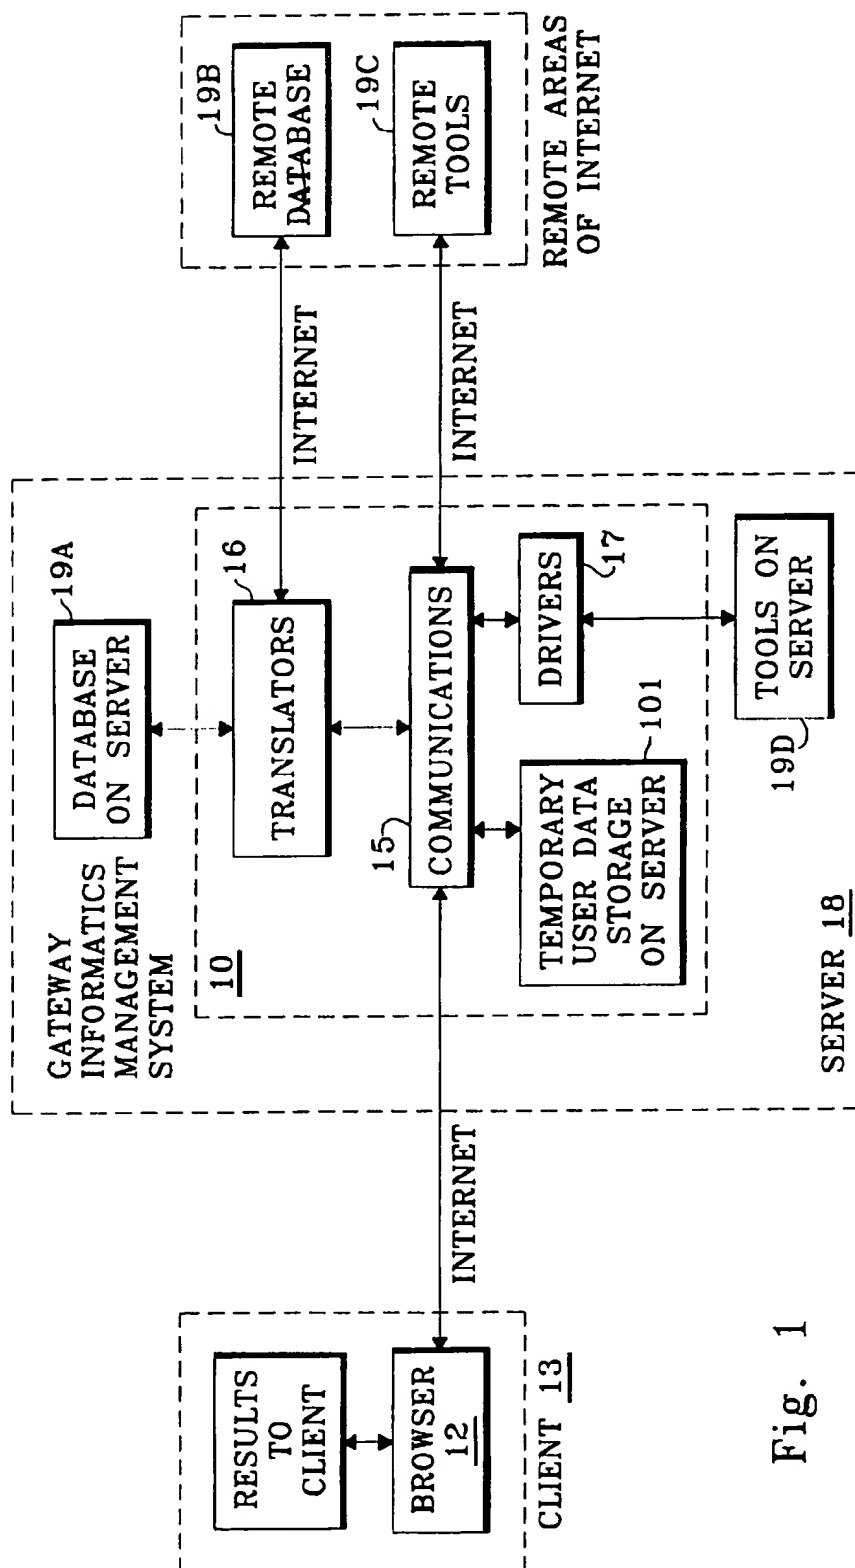 RESULTS
TO
CLIENT
BROWSER
12
CLIENT 13
INTERNET
GATEWAY
INFORMATICS
MANAGEMENT
SYSTEM
DATABASE
ON SERVER
19A
10
TRANSLATORS
16
15
COMMUNICATIONS
TEMPORARY
USER DATA
STORAGE
ON SERVER
101
DRIVERS
17
19D
TOOLS ON
SERVER
SERVER 18
INTERNET
INTERNET
19B
REMOTE
DATABASE
19C
REMOTE
TOOLS
REMOTE AREAS
OF INTERNET
Fig. 1